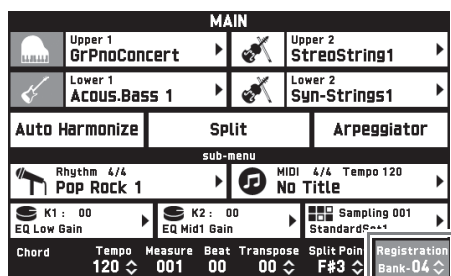 MAIN
Upper 1
GrPnoConcert
Upper 2
StreoString1
Lower 1
Acous.Bass 1
Lower 2
Syn-Strings1
Auto Harmonize
Split
Arpeggiator
sub-menu
Rhythm 4/4
Pop Rock 1
MIDI 4/4 Tempo 120
No Title
K1 : 00
EQ Low Gain
K2 : 00
EQ Mid1 Gain
Sampling 001
StandardSet1
Chord Tempo Measure Beat Transpose Split Poin Registration
120 001 00 00 F#3 Bank-04